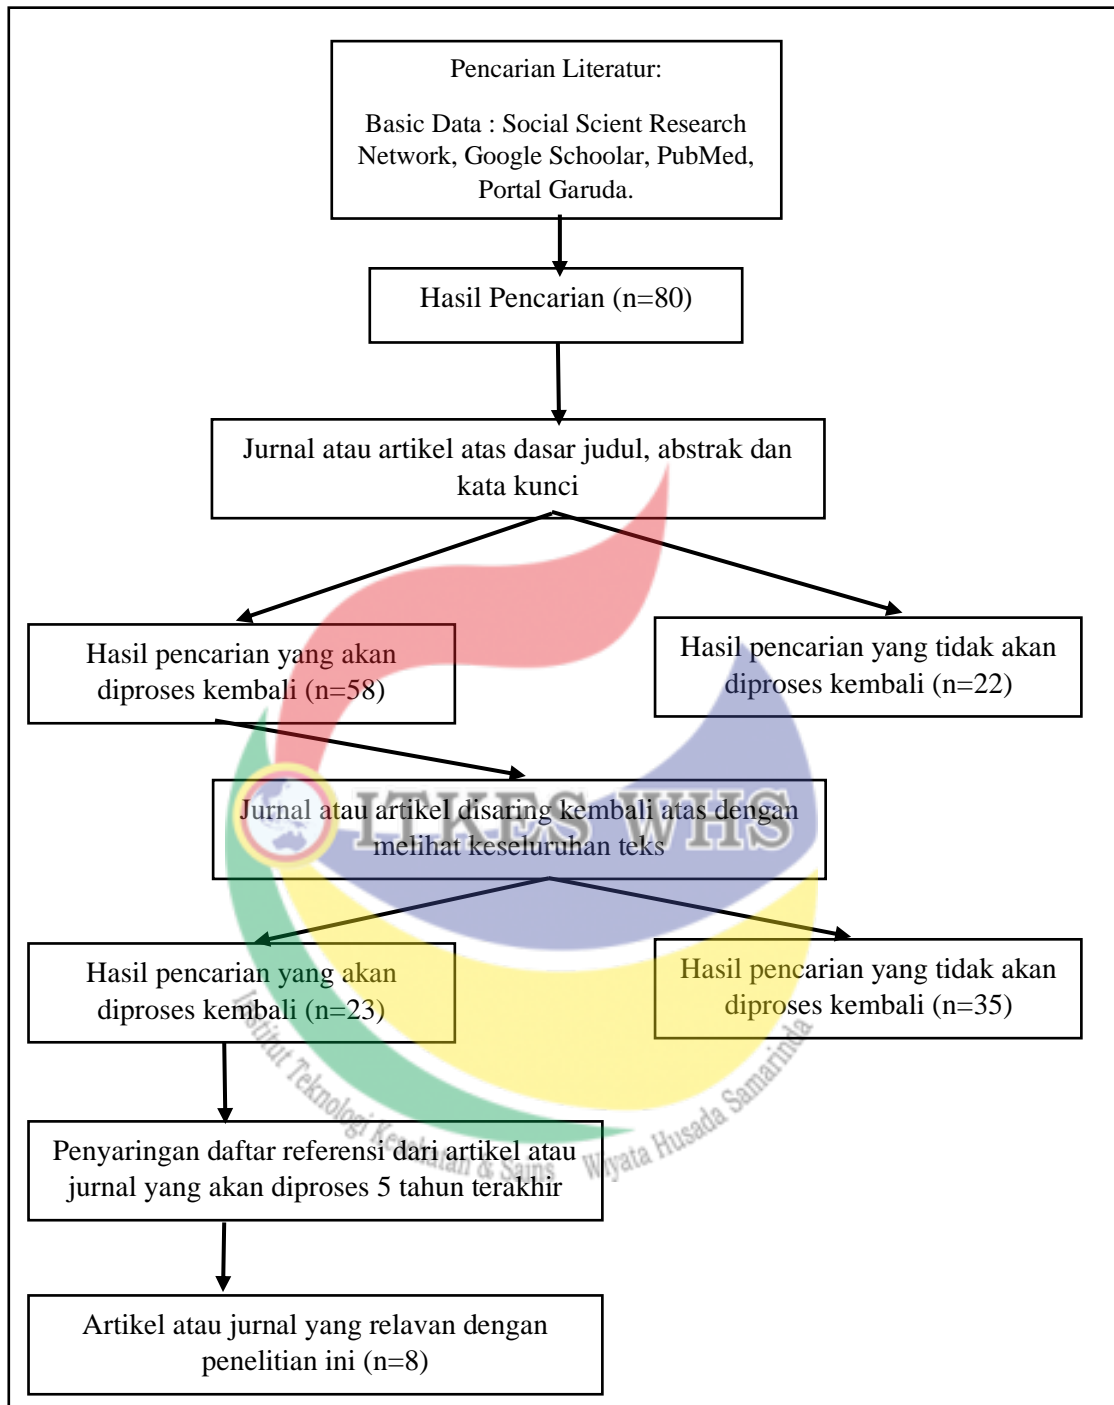 Pencarian Literatur:
Basic Data : Social Scient Research
Network, Google Schoolar, PubMed,
Portal Garuda.
Hasil Pencarian (n=80)
Jurnal atau artikel atas dasar judul, abstrak dan
kata kunci
Hasil pencarian yang akan
diproses kembali (n=58)
Hasil pencarian yang tidak akan
diproses kembali (n=22)
Jurnal atau artikel disaring kembali atas dengan
melihat keseluruhan teks
ITKES WHS
Hasil pencarian yang akan
diproses kembali (n=23)
Hasil pencarian yang tidak akan
diproses kembali (n=35)
Institut Teknologi Kesehatan & Sains Wiyata Husada Samarinda
Penyaringan daftar referensi dari artikel atau
jurnal yang akan diproses 5 tahun terakhir
Artikel atau jurnal yang relavan dengan
penelitian ini (n=8)